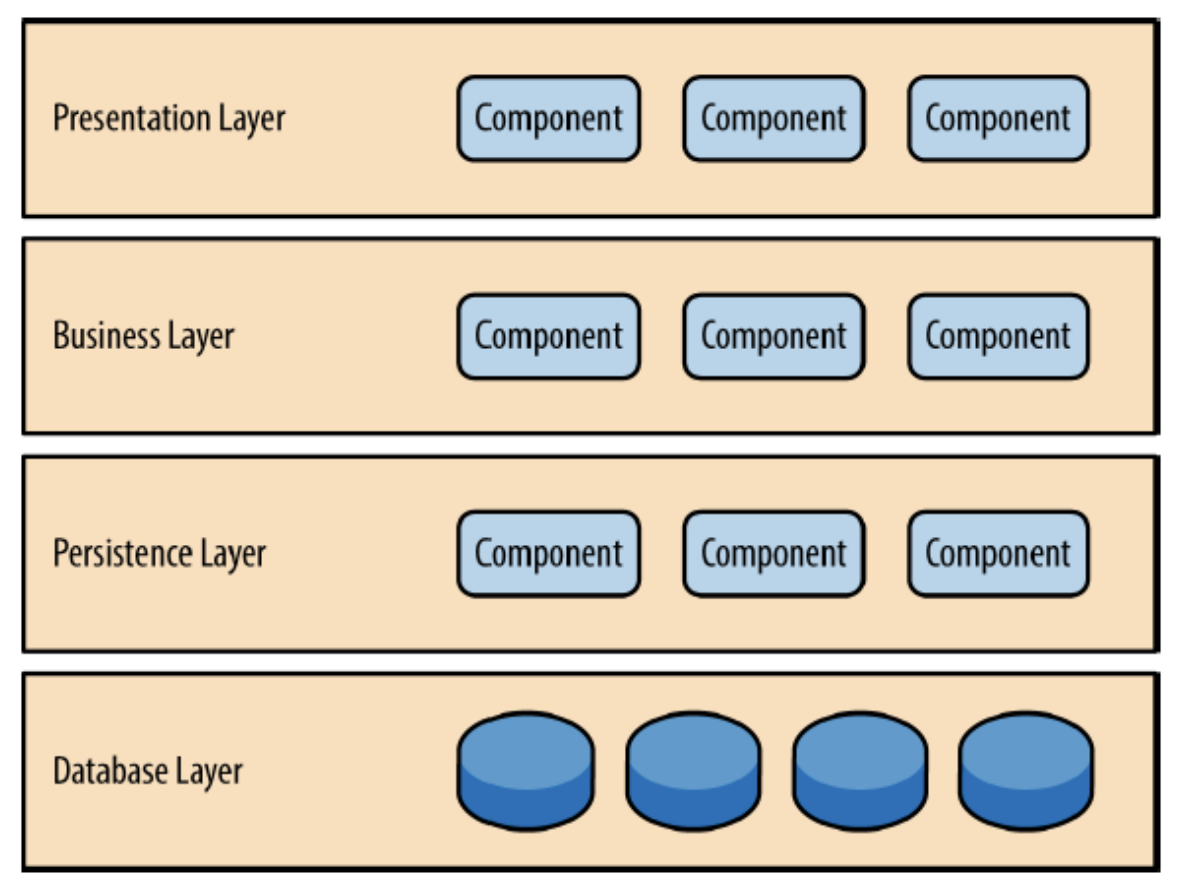 Presentation Layer Component Component Component
Business Layer Component Component Component
Persistence Layer Component Component Component
Database Layer